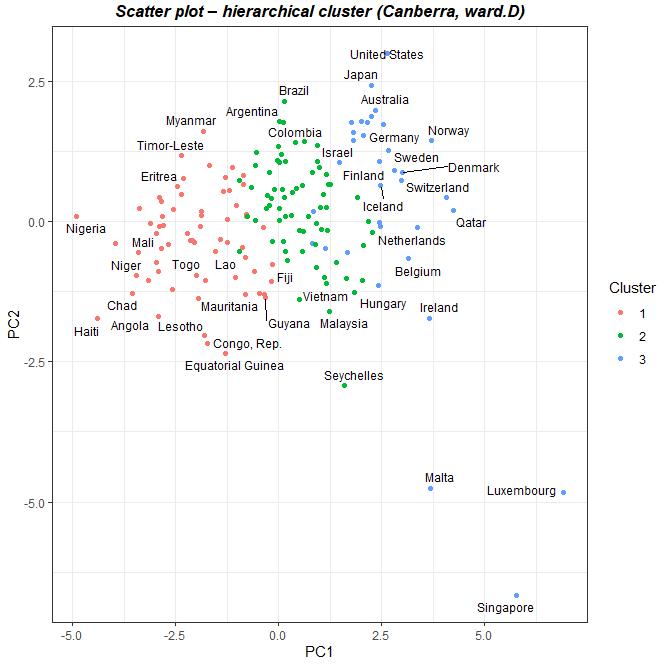 Scatter plot – hierarchical cluster (Canberra, ward.D)
United States
Japan
Brazil
Australia
Argentina
Myanmar
Colombia
Norway
Germany
Timor-Leste
Israel
Sweden
Denmark
Eritrea
Finland
Switzerland
Iceland
Nigeria
Qatar
Mali
Netherlands
Niger
Togo
Lao
Fiji
Belgium
Chad
Mauritania
Vietnam
Hungary
Ireland
Haiti
Angola
Lesotho
Guyana
Malaysia
Congo, Rep.
Equatorial Guinea
Seychelles
Malta
Luxembourg
Singapore
2.5
0.0
-2.5
-5.0
PC2
-5.0
-2.5
0.0
2.5
5.0
PC1
Cluster
1
2
3